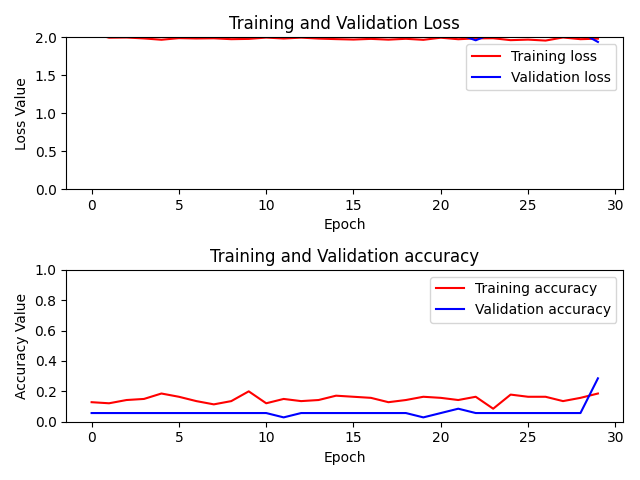 Training and Validation Loss
2.0
1.5
1.0
0.5
0.0
Loss Value
Training loss
Validation loss
0 5 10 15 20 25 30
Epoch
Training and Validation accuracy
1.0
0.8
0.6
0.4
0.2
0.0
Accuracy Value
Training accuracy
Validation accuracy
0 5 10 15 20 25 30
Epoch